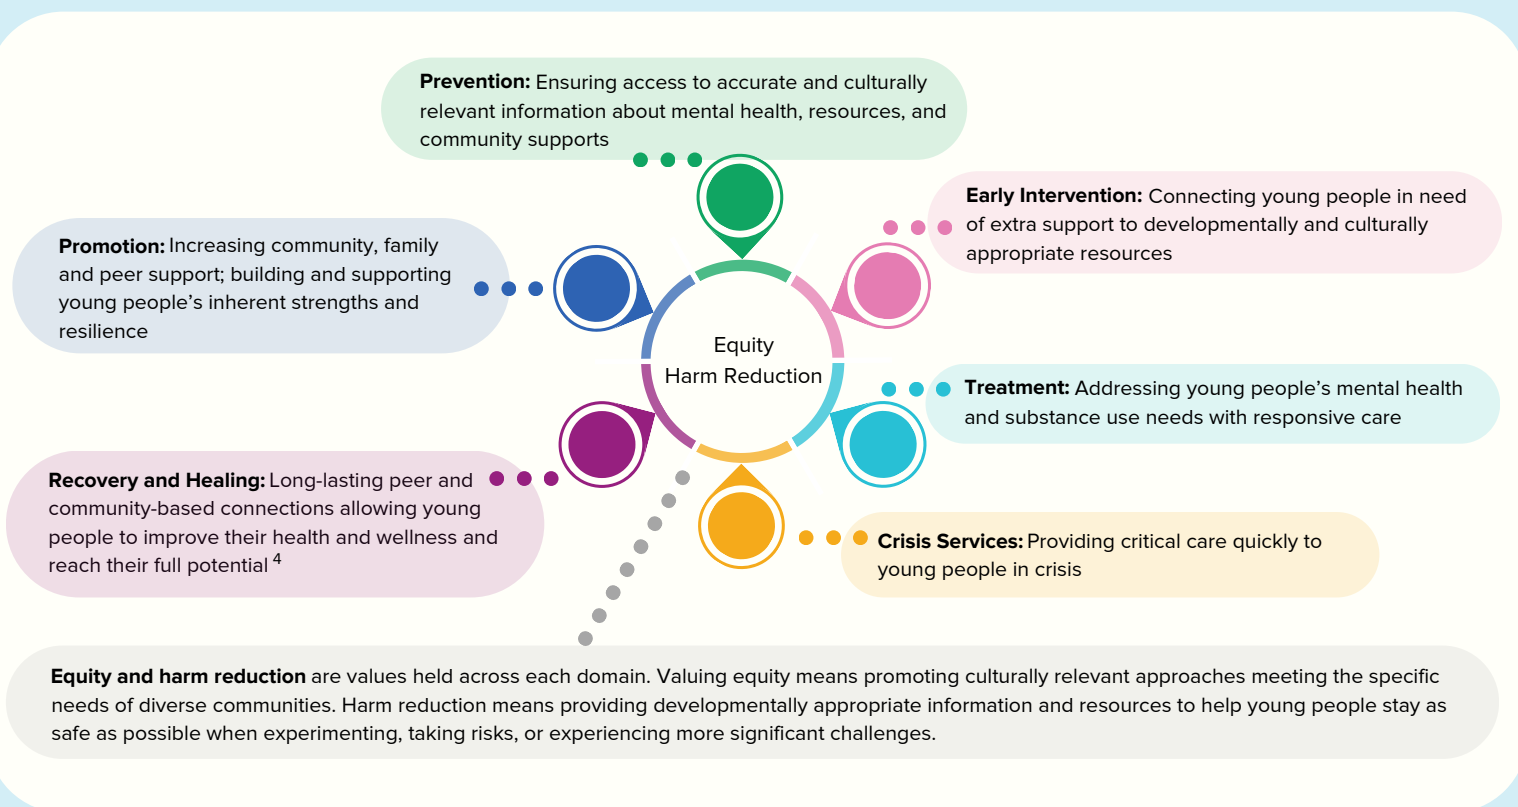 Prevention: Ensuring access to accurate and culturally
relevant information about mental health, resources, and
community supports
Early Intervention: Connecting young people in need
of extra support to developmentally and culturally
appropriate resources
Promotion: Increasing community, family
and peer support; building and supporting
young people’s inherent strengths and
resilience
Equity
Harm Reduction
Treatment: Addressing young people’s mental health
and substance use needs with responsive care
Recovery and Healing: Long-lasting peer and
community-based connections allowing young
people to improve their health and wellness and
reach their full potential 4
Crisis Services: Providing critical care quickly to
young people in crisis
Equity and harm reduction are values held across each domain. Valuing equity means promoting culturally relevant approaches meeting the specific
needs of diverse communities. Harm reduction means providing developmentally appropriate information and resources to help young people stay as
safe as possible when experimenting, taking risks, or experiencing more significant challenges.